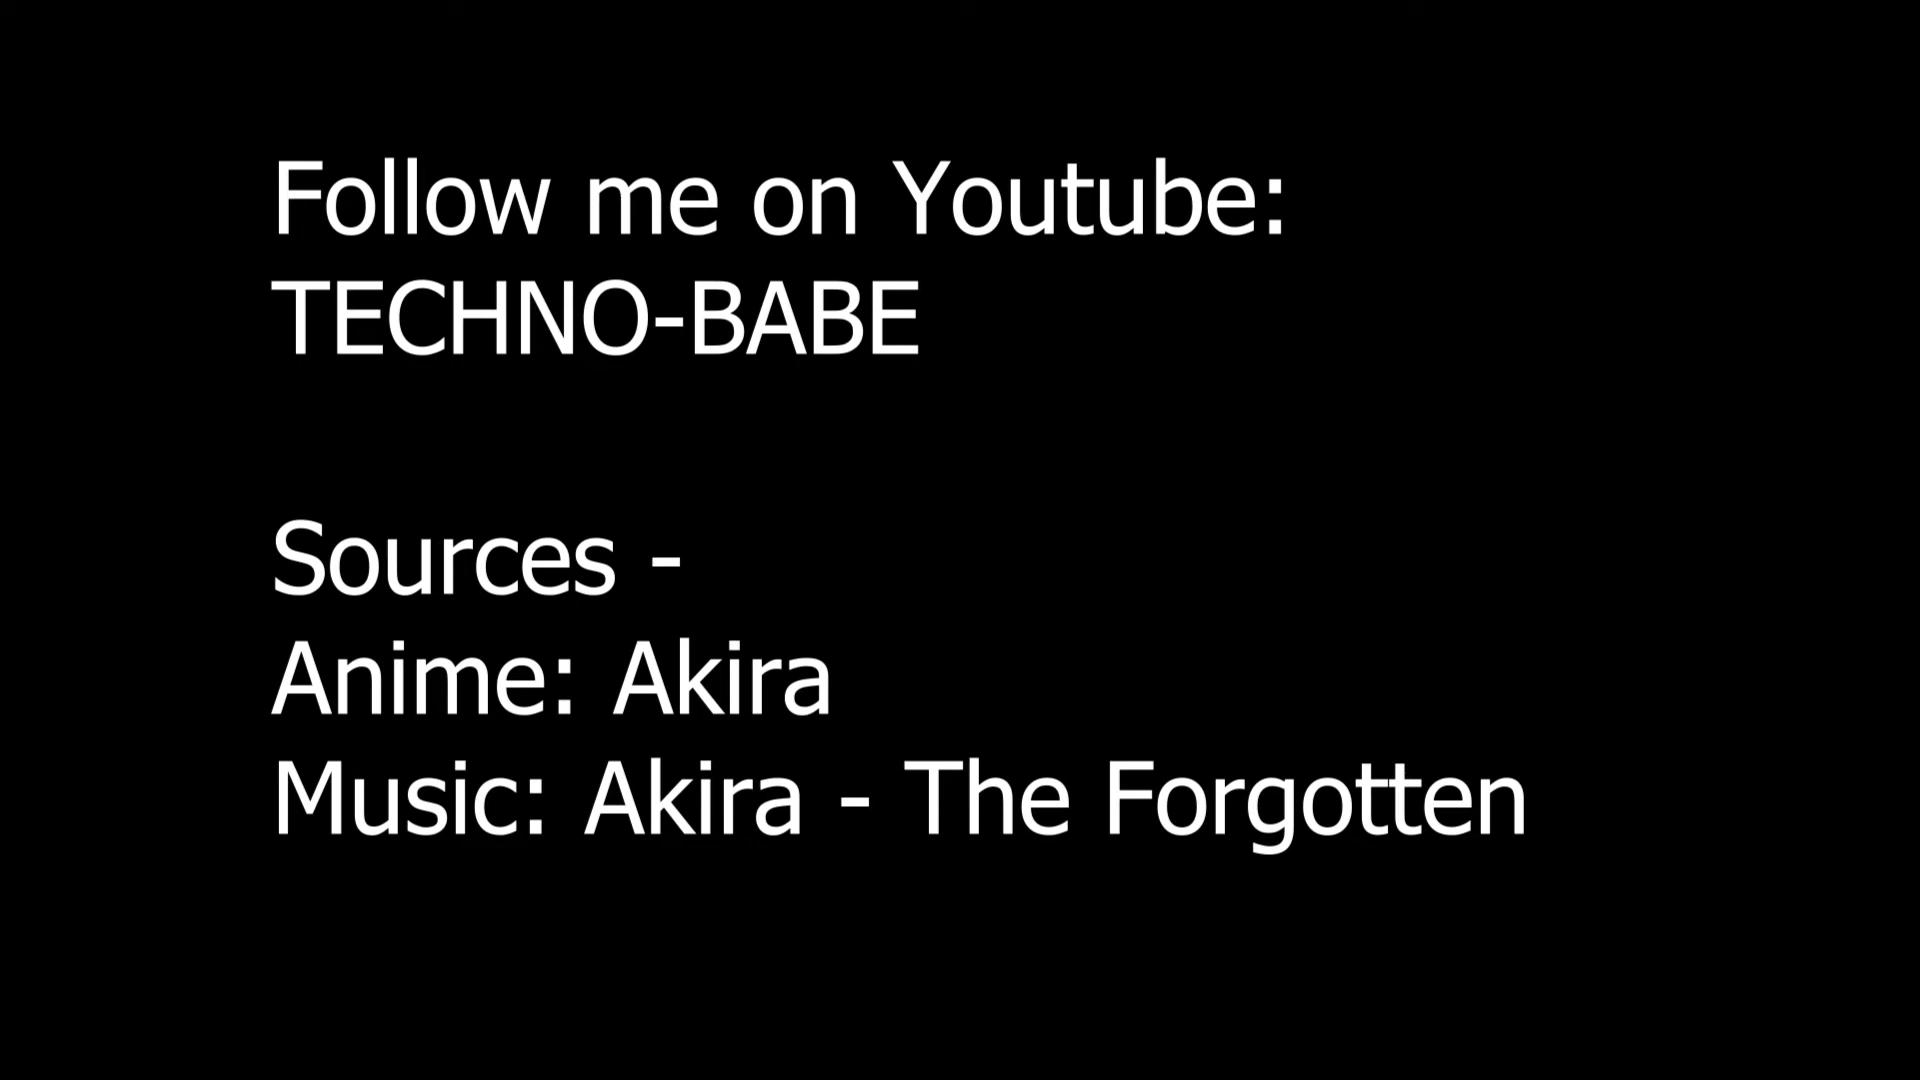 Follow me on Youtube:
TECHNO-BABE
Sources -
Anime: Akira
Music: Akira - The Forgotten